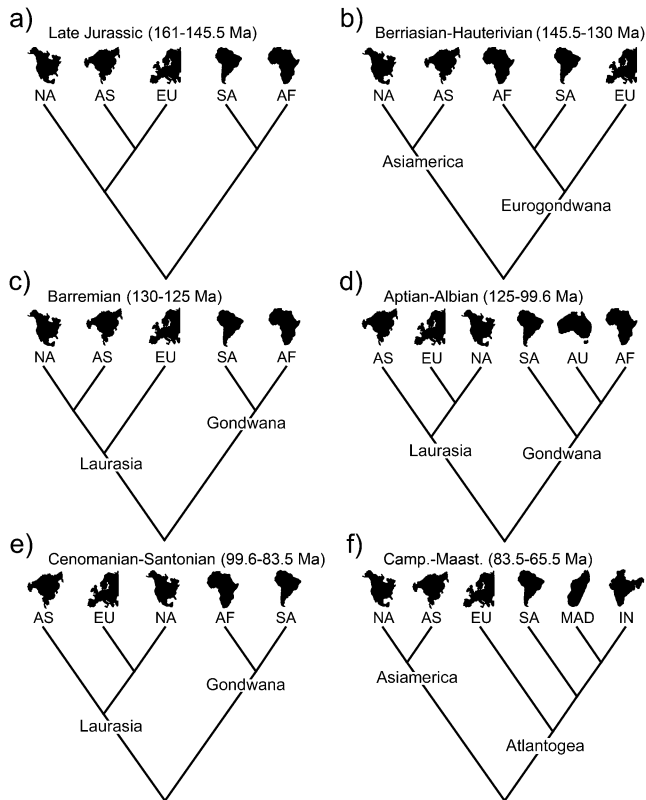 a)
Late Jurassic (161-145.5 Ma)
NA AS EU SA AF
b)
Berriasian-Hauterivian (145.5-130 Ma)
NA AS AF SA EU
Asiamerica
Eurogondwana
c)
Barremian (130-125 Ma)
NA AS EU SA AF
Gondwana
Laurasia
d)
Aptian-Albian (125-99.6 Ma)
AS EU NA SA AU AF
Laurasia Gondwana
e)
Cenomanian-Santonian (99.6-83.5 Ma)
AS EU NA AF SA
Gondwana
Laurasia
f)
Camp.-Maast. (83.5-65.5 Ma)
NA AS EU SA MAD IN
Asiamerica
Atlantogea